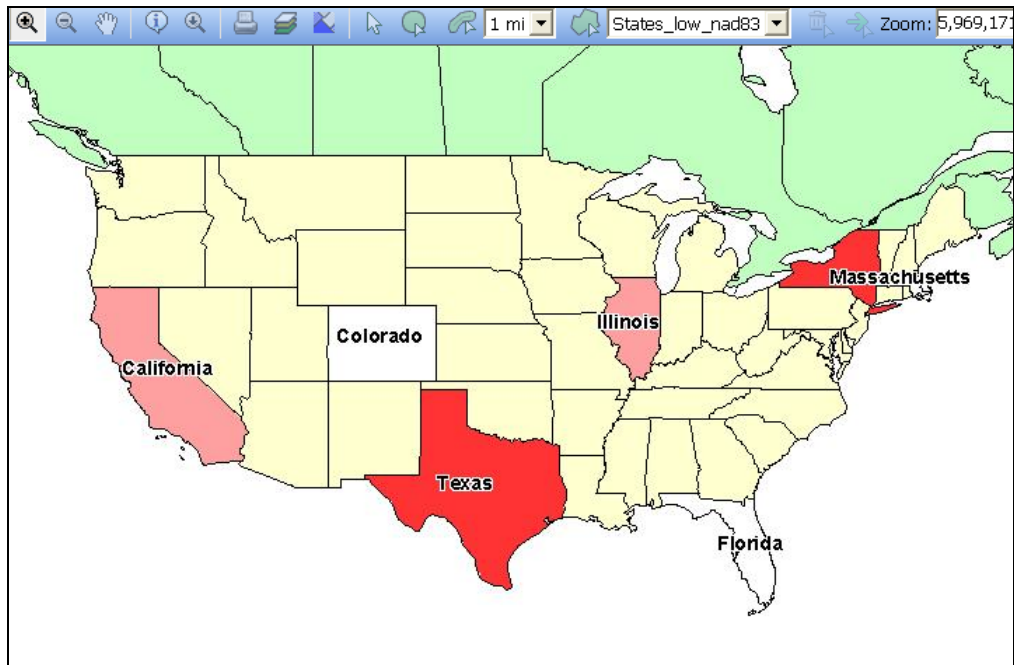 1 mi States_low_nad83 Zoom: 5,969,171
Massachusetts
Illinois
Colorado
California
Texas
Florida